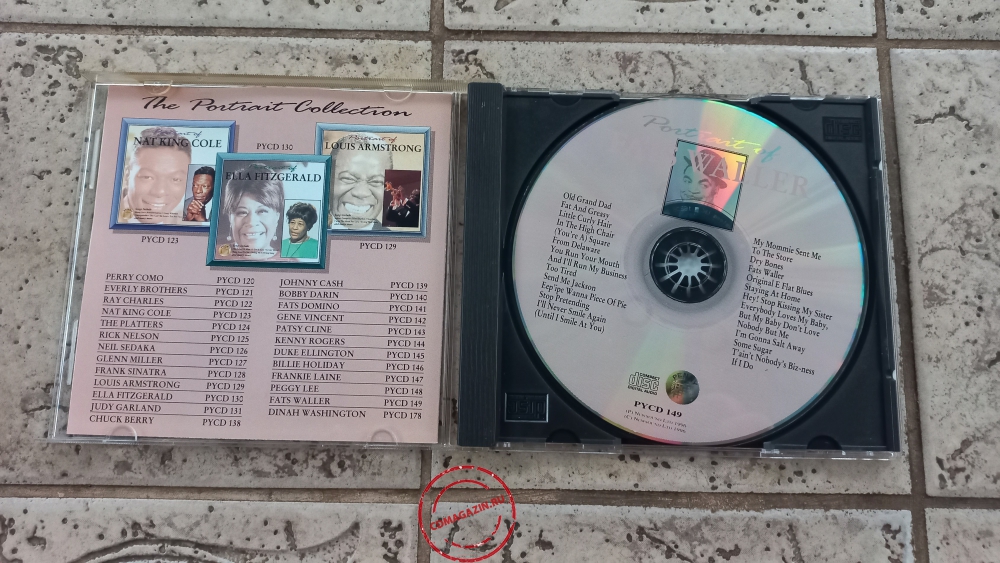 The Portrait Collection
Portrait of
NAT KING COLE
PYCD 123
PYCD 130
ELLA FITZGERALD
Portrait of
LOUIS ARMSTRONG
PYCD 129
PERRY COMO PYCD 120
EVERLY BROTHERS PYCD 121
RAY CHARLES PYCD 122
NAT KING COLE PYCD 123
THE PLATTERS PYCD 124
RICK NELSON PYCD 125
NEIL SEDAKA PYCD 126
GLENN MILLER PYCD 127
FRANK SINATRA PYCD 128
LOUIS ARMSTRONG PYCD 129
ELLA FITZGERALD PYCD 130
JUDY GARLAND PYCD 131
CHUCK BERRY PYCD 138
JOHNNY CASH PYCD 139
BOBBY DARIN PYCD 140
FATS DOMINO PYCD 141
GENE VINCENT PYCD 142
PATSY CLINE PYCD 143
KENNY ROGERS PYCD 144
DUKE ELLINGTON PYCD 145
BILLIE HOLIDAY PYCD 146
FRANKIE LAINE PYCD 147
PEGGY LEE PYCD 148
FATS WALLER PYCD 149
DINAH WASHINGTON PYCD 178
Portrait of
WALLER
Old Grand Dad
Fat And Greasy
Little Curly Hair
In The High Chair
(You're A) Square
From Delaware
You Run Your Mouth
And I'll Run My Business
Too Tired
Send Me Jackson
Eep'ipe Wanna Piece Of Pie
Stop Pretending
I'll Never Smile Again
(Until I Smile At You)
My Mommie Sent Me
To The Store
Dry Bones
Fats Waller
Original E Flat Blues
Staying At Home
Hey! Stop Kissing My Sister
Everybody Loves My Baby,
But My Baby Don't Love
Nobody But Me
I'm Gonna Salt Away
Some Sugar
T'ain't Nobody's Biz-ness
If I Do
COMPACT
disc
DIGITAL AUDIO
PYCD 149
CDMAGAZIN.RU